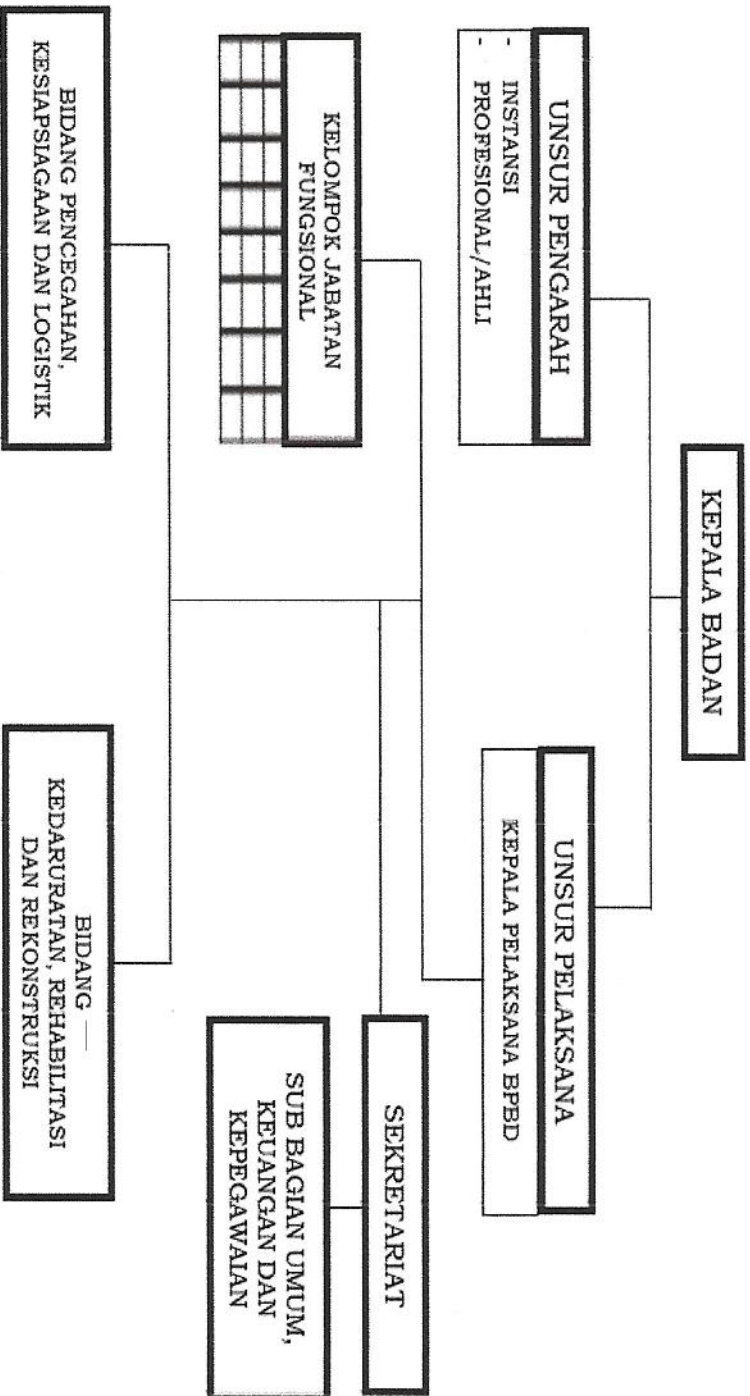 KEPALA BADAN
UNSUR PENGARAH
- INSTANSI
- PROFESIONAL/AHLI
UNSUR PELAKSANA
KEPALA PELAKSANA BPBD
KELOMPOK JABATAN
FUNGSIONAL
SEKRETARIAT
SUB BAGIAN UMUM,
KEUANGAN DAN
KEPEGAWAIAN
BIDANG PENCEGAHAN,
KESIAPSIAGAAN DAN LOGISTIK
BIDANG
KEDARURATAN, REHABILITASI
DAN REKONSTRUKSI